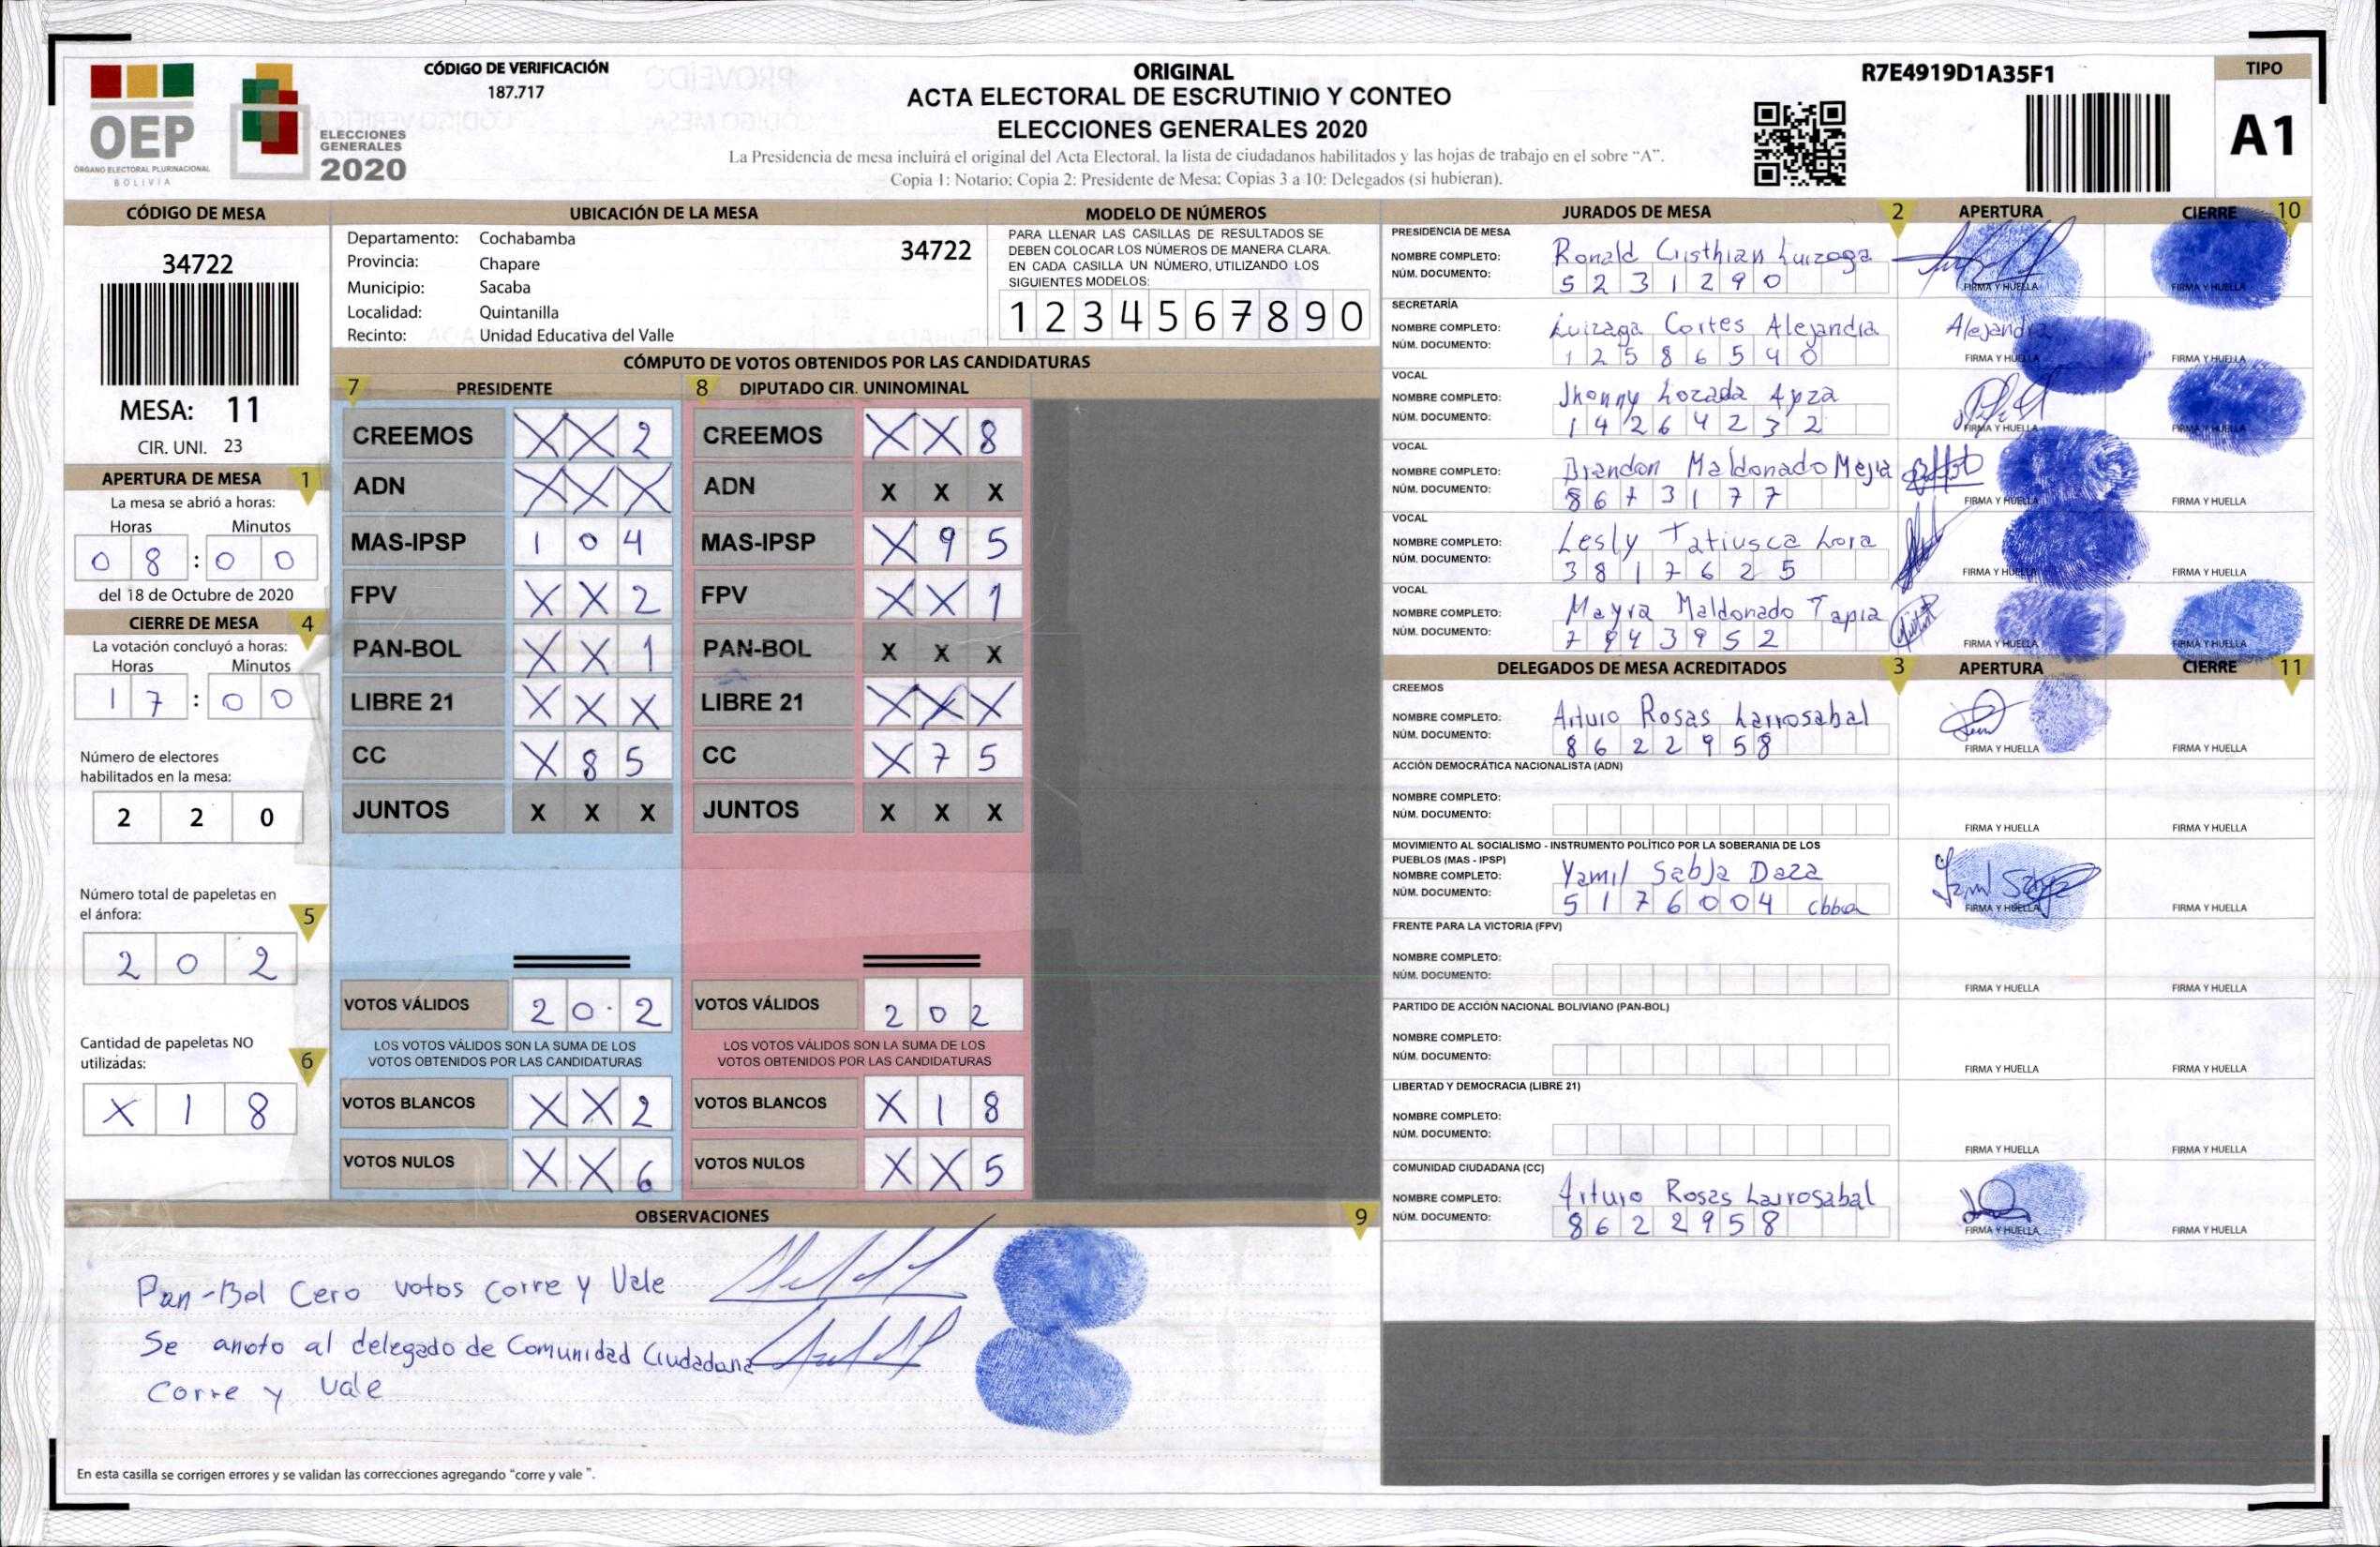 CÓDIGO DE VERIFICACIÓN
187.717
OEP
ÓRGANO ELECTORAL PLURINACIONAL
BOLIVIA
ELECCIONES
GENERALES
2020
ORIGINAL
ACTA ELECTORAL DE ESCRUTINIO Y CONTEO
ELECCIONES GENERALES 2020
La Presidencia de mesa incluirá el original del Acta Electoral, la lista de ciudadanos habilitados y las hojas de trabajo en el sobre “A”.
Copia 1: Notario; Copia 2: Presidente de Mesa; Copias 3 a 10: Delegados (si hubieran).
R7E4919D1A35F1
TIPO
A1
CÓDIGO DE MESA
34722
MESA: 11
CIR. UNI. 23
APERTURA DE MESA 1
La mesa se abrió a horas:
Horas Minutos
0 8 : 0 0
del 18 de Octubre de 2020
CIERRE DE MESA 4
La votación concluyó a horas:
Horas Minutos
1 7 : 0 0
Número de electores
habilitados en la mesa:
2 2 0
Número total de papeletas en
el ánfora: 5
2 0 2
Cantidad de papeletas NO
utilizadas: 6
X 1 8
UBICACIÓN DE LA MESA
Departamento: Cochabamba 34722
Provincia: Chapare
Municipio: Sacaba
Localidad: Quintanilla
Recinto: Unidad Educativa del Valle
MODELO DE NÚMEROS
PARA LLENAR LAS CASILLAS DE RESULTADOS SE
DEBEN COLOCAR LOS NÚMEROS DE MANERA CLARA.
EN CADA CASILLA UN NÚMERO, UTILIZANDO LOS
SIGUIENTES MODELOS:
1 2 3 4 5 6 7 8 9 0
CÓMPUTO DE VOTOS OBTENIDOS POR LAS CANDIDATURAS
7 PRESIDENTE 8 DIPUTADO CIR. UNINOMINAL
CREEMOS X X 2 CREEMOS X X 8
ADN X X X ADN X X X
MAS-IPSP 1 0 4 MAS-IPSP X 9 5
FPV X X 2 FPV X X 1
PAN-BOL X X 1 PAN-BOL X X X
LIBRE 21 X X X LIBRE 21 X X X
CC X 8 5 CC X 7 5
JUNTOS X X X JUNTOS X X X
VOTOS VÁLIDOS 2 0 2 VOTOS VÁLIDOS 2 0 2
LOS VOTOS VÁLIDOS SON LA SUMA DE LOS LOS VOTOS VÁLIDOS SON LA SUMA DE LOS
VOTOS OBTENIDOS POR LAS CANDIDATURAS VOTOS OBTENIDOS POR LAS CANDIDATURAS
VOTOS BLANCOS X X 2 VOTOS BLANCOS X 1 8
VOTOS NULOS X X 6 VOTOS NULOS X X 5
OBSERVACIONES 9
Pan-Bol Cero votos Corre y Vale
Se anoto al delegado de Comunidad Ciudadana
Corre y Vale
En esta casilla se corrigen errores y se validan las correcciones agregando “corre y vale ”.
JURADOS DE MESA 2 APERTURA CIERRE 10
PRESIDENCIA DE MESA
NOMBRE COMPLETO: Ronald Cristhian Luizaga
NÚM. DOCUMENTO: 5 2 3 1 2 9 0 FIRMA Y HUELLA FIRMA Y HUELLA
SECRETARÍA
NOMBRE COMPLETO: Luizaga Cortes Alejandra Alejandra
NÚM. DOCUMENTO: 1 2 5 8 6 5 4 0 FIRMA Y HUELLA FIRMA Y HUELLA
VOCAL
NOMBRE COMPLETO: Jhonny Lozada
NÚM. DOCUMENTO: 1 4 2 6 4 2 3 2 FIRMA Y HUELLA FIRMA Y HUELLA
VOCAL
NOMBRE COMPLETO: Brandon Maldonado Mejia
NÚM. DOCUMENTO: 8 6 7 3 1 7 7 FIRMA Y HUELLA FIRMA Y HUELLA
VOCAL
NOMBRE COMPLETO: Lesly Lora
NÚM. DOCUMENTO: 3 8 1 7 6 2 5 FIRMA Y HUELLA FIRMA Y HUELLA
VOCAL
NOMBRE COMPLETO: Mayra Maldonado Tapia
NÚM. DOCUMENTO: 7 9 4 3 9 5 2 FIRMA Y HUELLA FIRMA Y HUELLA
DELEGADOS DE MESA ACREDITADOS 3 APERTURA CIERRE 11
CREEMOS
NOMBRE COMPLETO: Arturo Rosas Larrosabal
NÚM. DOCUMENTO: 8 6 2 2 9 5 8 FIRMA Y HUELLA FIRMA Y HUELLA
ACCIÓN DEMOCRÁTICA NACIONALISTA (ADN)
NOMBRE COMPLETO:
NÚM. DOCUMENTO: FIRMA Y HUELLA FIRMA Y HUELLA
MOVIMIENTO AL SOCIALISMO - INSTRUMENTO POLÍTICO POR LA SOBERANIA DE LOS
PUEBLOS (MAS - IPSP)
NOMBRE COMPLETO: Yamil Sabja Daza
NÚM. DOCUMENTO: 5 1 7 6 0 0 4 cbba FIRMA Y HUELLA FIRMA Y HUELLA
FRENTE PARA LA VICTORIA (FPV)
NOMBRE COMPLETO:
NÚM. DOCUMENTO: FIRMA Y HUELLA FIRMA Y HUELLA
PARTIDO DE ACCIÓN NACIONAL BOLIVIANO (PAN-BOL)
NOMBRE COMPLETO:
NÚM. DOCUMENTO: FIRMA Y HUELLA FIRMA Y HUELLA
LIBERTAD Y DEMOCRACIA (LIBRE 21)
NOMBRE COMPLETO:
NÚM. DOCUMENTO: FIRMA Y HUELLA FIRMA Y HUELLA
COMUNIDAD CIUDADANA (CC)
NOMBRE COMPLETO: Arturo Rosas Larrosabal
NÚM. DOCUMENTO: 8 6 2 2 9 5 8 FIRMA Y HUELLA FIRMA Y HUELLA